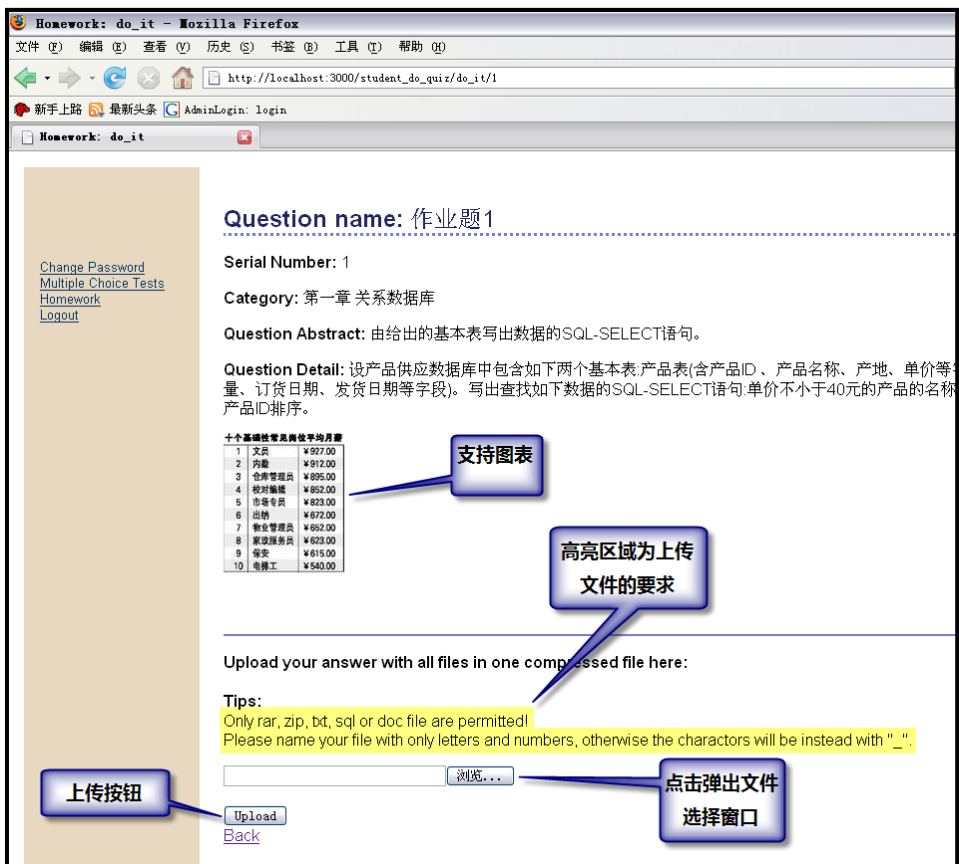 Homework: do_it - Mozilla Firefox
文件 (F) 编辑 (E) 查看 (V) 历史 (S) 书签 (B) 工具 (T) 帮助 (H)
http://localhost:3000/student_do_quiz/do_it/1
新手上路 最新头条 AdminLogin: login
Homework: do_it
Question name: 作业题1
Change Password
Multiple Choice Tests
Homework
Logout
Serial Number: 1
Category: 第一章 关系数据库
Question Abstract: 由给出的基本表写出数据的SQL-SELECT语句。
Question Detail: 设产品供应数据库中包含如下两个基本表:产品表(含产品ID 、产品名称、产地、单价等
量、订货日期、发货日期等字段)。写出查找如下数据的SQL-SELECT语句:单价不小于40元的产品的名称
产品ID排序。
十个基础性常见岗位平均月薪
1 文员 ¥927.00
2 内勤 ¥912.00
3 仓库管理员 ¥895.00
4 校对编辑 ¥852.00
5 市场专员 ¥823.00
6 出纳 ¥672.00
7 物业管理员 ¥652.00
8 家政服务员 ¥623.00
9 保安 ¥615.00
10 电梯工 ¥540.00
支持图表
高亮区域为上传
文件的要求
Upload your answer with all files in one compressed file here:
Tips:
Only rar, zip, txt, sql or doc file are permitted!
Please name your file with only letters and numbers, otherwise the charactors will be instead with "_".
浏览...
点击弹出文件
选择窗口
上传按钮
Upload
Back